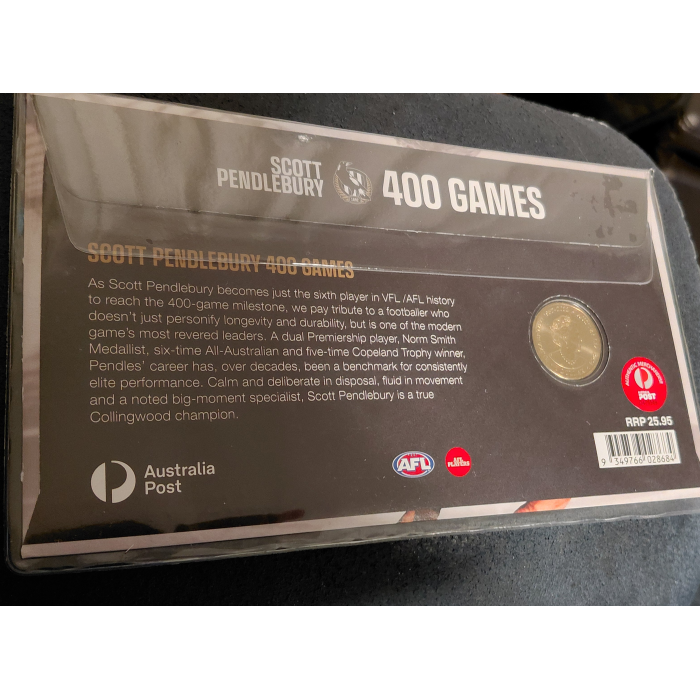 SCOTT
PENDLEBURY
400 GAMES
SCOTT PENDLEBURY 400 GAMES
As Scott Pendlebury becomes just the sixth player in VFL /AFL history
to reach the 400-game milestone, we pay tribute to a footballer who
doesn't just personify longevity and durability, but is one of the modern
game's most revered leaders. A dual Premiership player, Norm Smith
Medallist, six-time All-Australian and five-time Copeland Trophy winner,
Pendles' career has, over decades, been a benchmark for consistently
elite performance. Calm and deliberate in disposal, fluid in movement
and a noted big-moment specialist, Scott Pendlebury is a true
Collingwood champion.
Australia
Post
AFL
AFL
PLAYERS
AUTHENTIC MERCHANDISE
POST
RRP 25.95
9 349766 028684